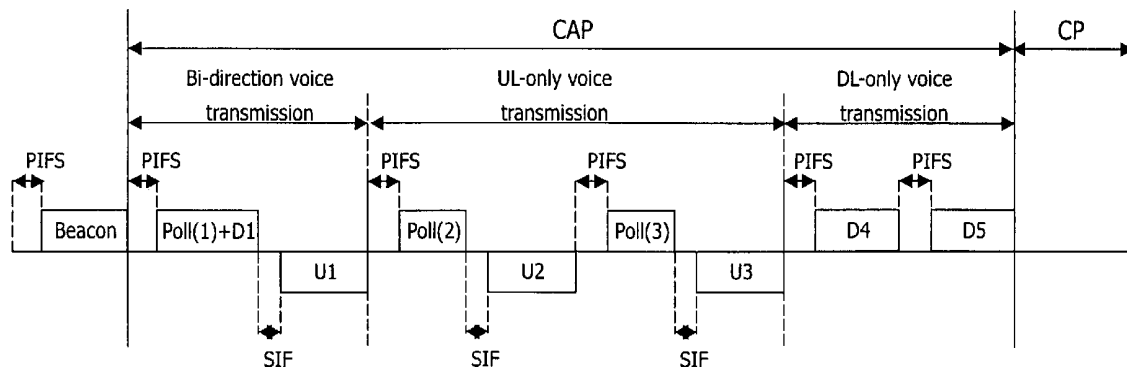 CAP
CP
Bi-direction voice
transmission
UL-only voice
transmission
DL-only voice
transmission
PIFS
PIFS
PIFS
PIFS
PIFS
PIFS
Beacon
Poll(1)+D1
Poll(2)
Poll(3)
D4
D5
U1
U2
U3
SIF
SIF
SIF